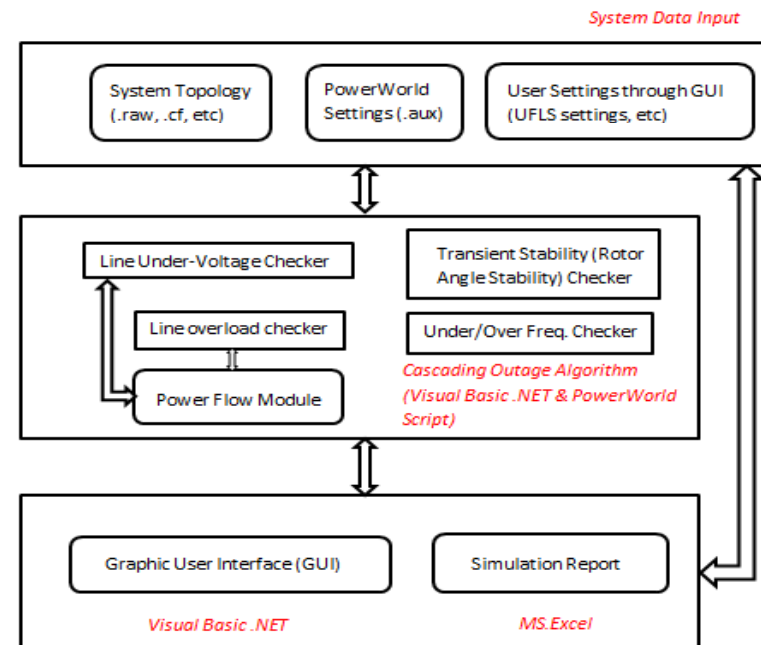 System Data Input
System Topology
(.raw, .cf, etc)
PowerWorld
Settings (.aux)
User Settings through GUI
(UFLS settings, etc)
Line Under-Voltage Checker
Transient Stability (Rotor
Angle Stability) Checker
Line overload checker
Under/Over Freq. Checker
Power Flow Module
Cascading Outage Algorithm
(Visual Basic .NET & PowerWorld
Script)
Graphic User Interface (GUI)
Simulation Report
Visual Basic .NET
MS.Excel